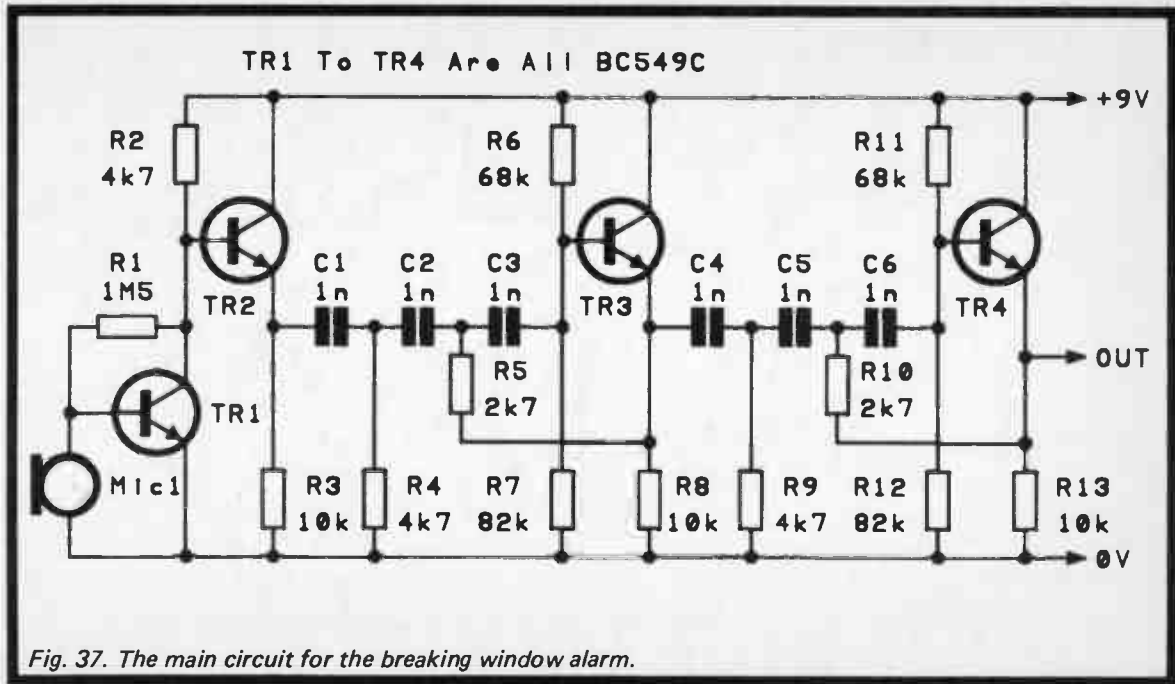 TR1 To TR4 Are All BC549C
+9V
R2
4k7
R6
68k
R11
68k
R1
1M5
TR2
C1
1n
C2
1n
C3
1n
TR3
C4
1n
C5
1n
C6
1n
TR4
R5
2k7
R10
2k7
OUT
TR1
Mic1
R3
10k
R4
4k7
R7
82k
R8
10k
R9
4k7
R12
82k
R13
10k
0V
Fig. 37. The main circuit for the breaking window alarm.